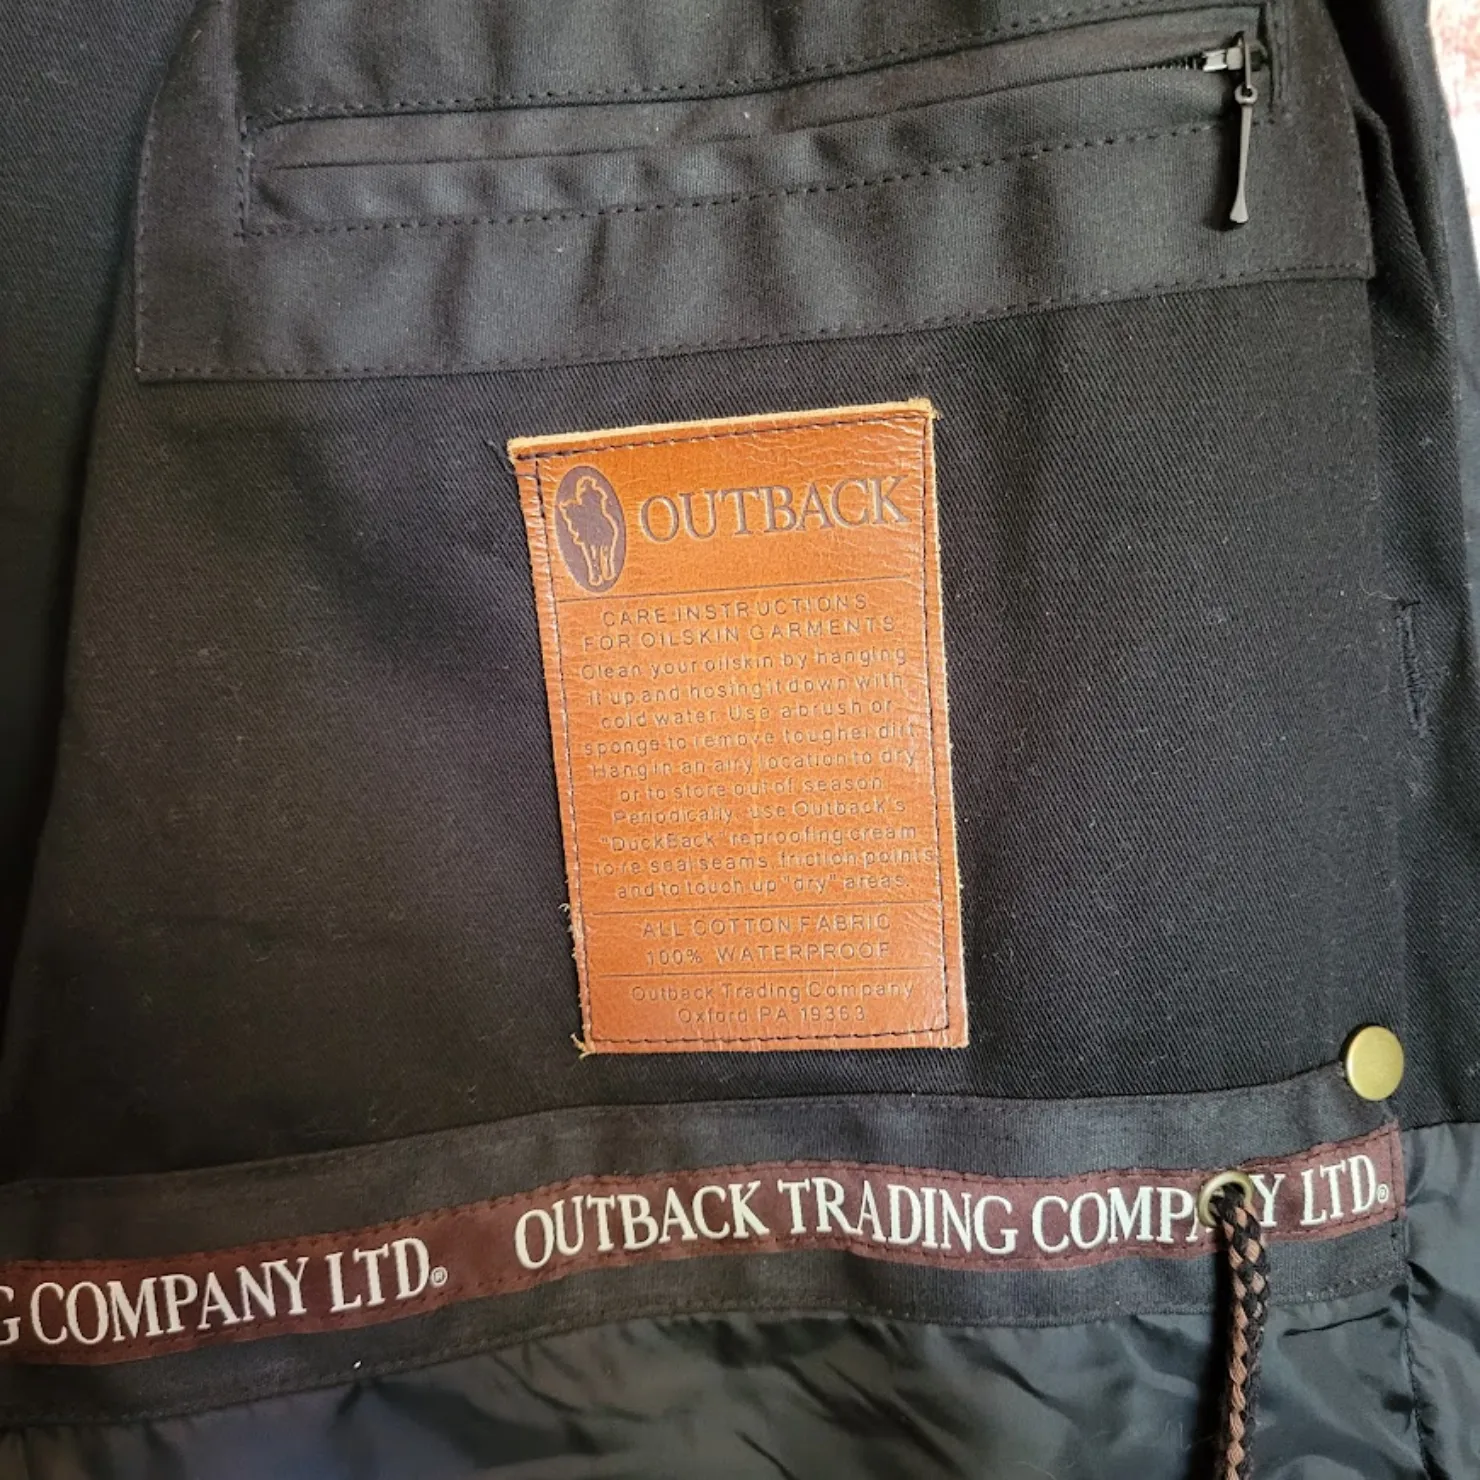 OUTBACK
CARE INSTRUCTIONS
FOR OILSKIN GARMENTS
Clean your oilskin by hanging
it up and hosing it down with
cold water. Use a brush or
sponge to remove tougher dirt
Hang in an airy location to dry
or to store out of season
Periodically use Outback's
"DuckBack" reproofing cream
to re seal seams, friction points
and to touch up "dry" areas.
ALL COTTON FABRIC
100% WATERPROOF
Outback Trading Company
Oxford PA 19363
G COMPANY LTD.® OUTBACK TRADING COMPANY LTD.®